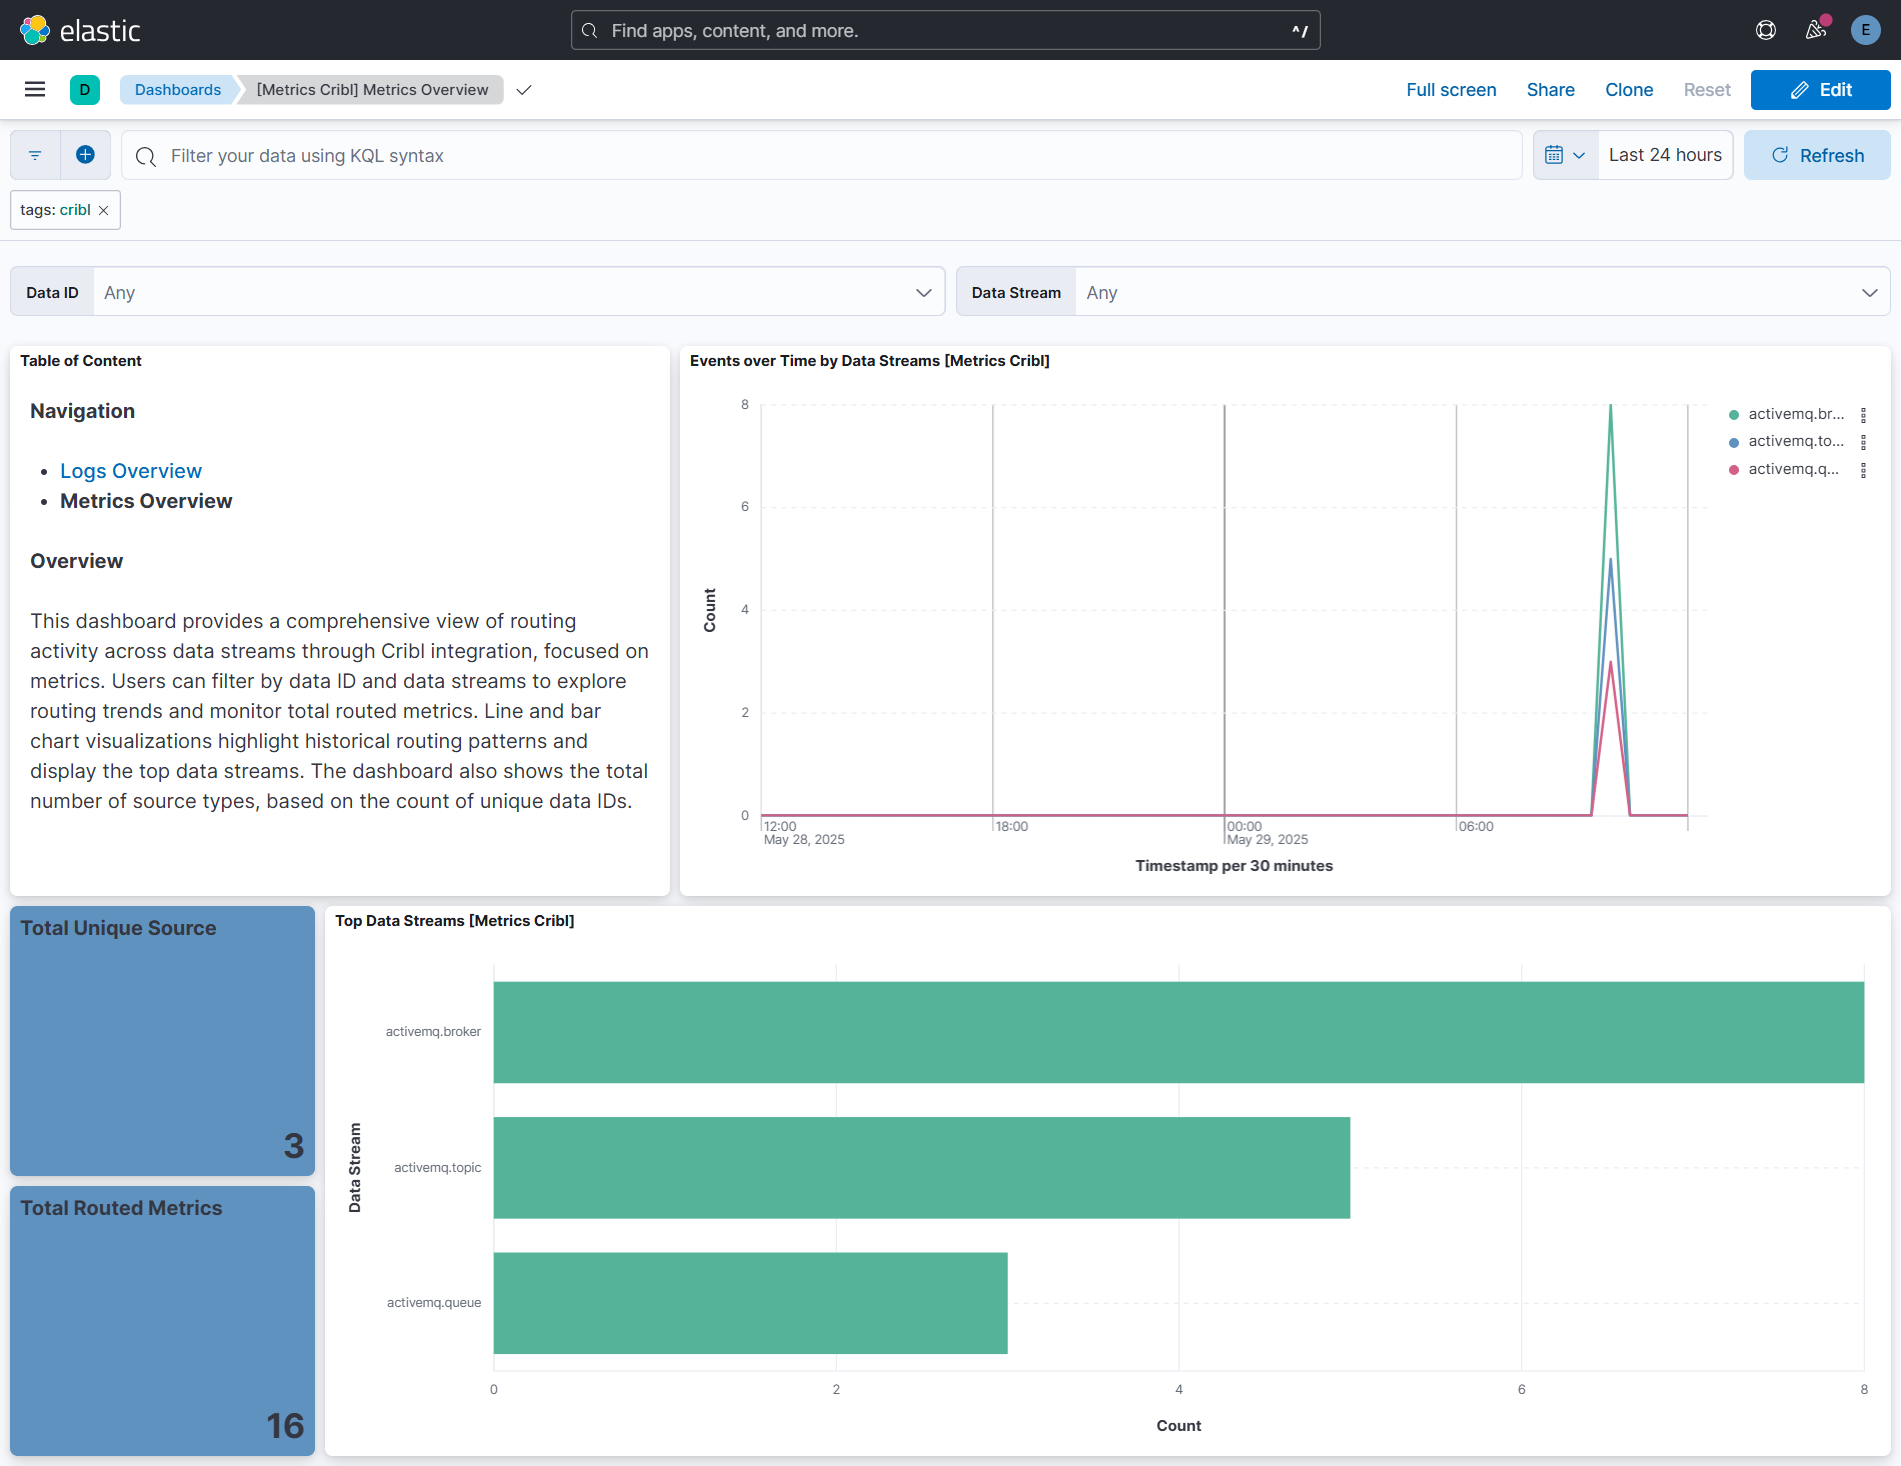 elastic
Find apps, content, and more.
^/
E
D
Dashboards
[Metrics Cribl] Metrics Overview
Full screen
Share
Clone
Reset
Edit
Filter your data using KQL syntax
Last 24 hours
Refresh
tags: cribl
Data ID
Any
Data Stream
Any
Table of Content
Navigation
• Logs Overview
• Metrics Overview
Overview
This dashboard provides a comprehensive view of routing
activity across data streams through Cribl integration, focused on
metrics. Users can filter by data ID and data streams to explore
routing trends and monitor total routed metrics. Line and bar
chart visualizations highlight historical routing patterns and
display the top data streams. The dashboard also shows the total
number of source types, based on the count of unique data IDs.
Events over Time by Data Streams [Metrics Cribl]
8
6
4
2
0
Count
12:00
May 28, 2025
18:00
00:00
May 29, 2025
06:00
Timestamp per 30 minutes
activemq.br...
activemq.to...
activemq.q...
Total Unique Source
3
Total Routed Metrics
16
Top Data Streams [Metrics Cribl]
Data Stream
activemq.broker
activemq.topic
activemq.queue
0
2
4
6
8
Count